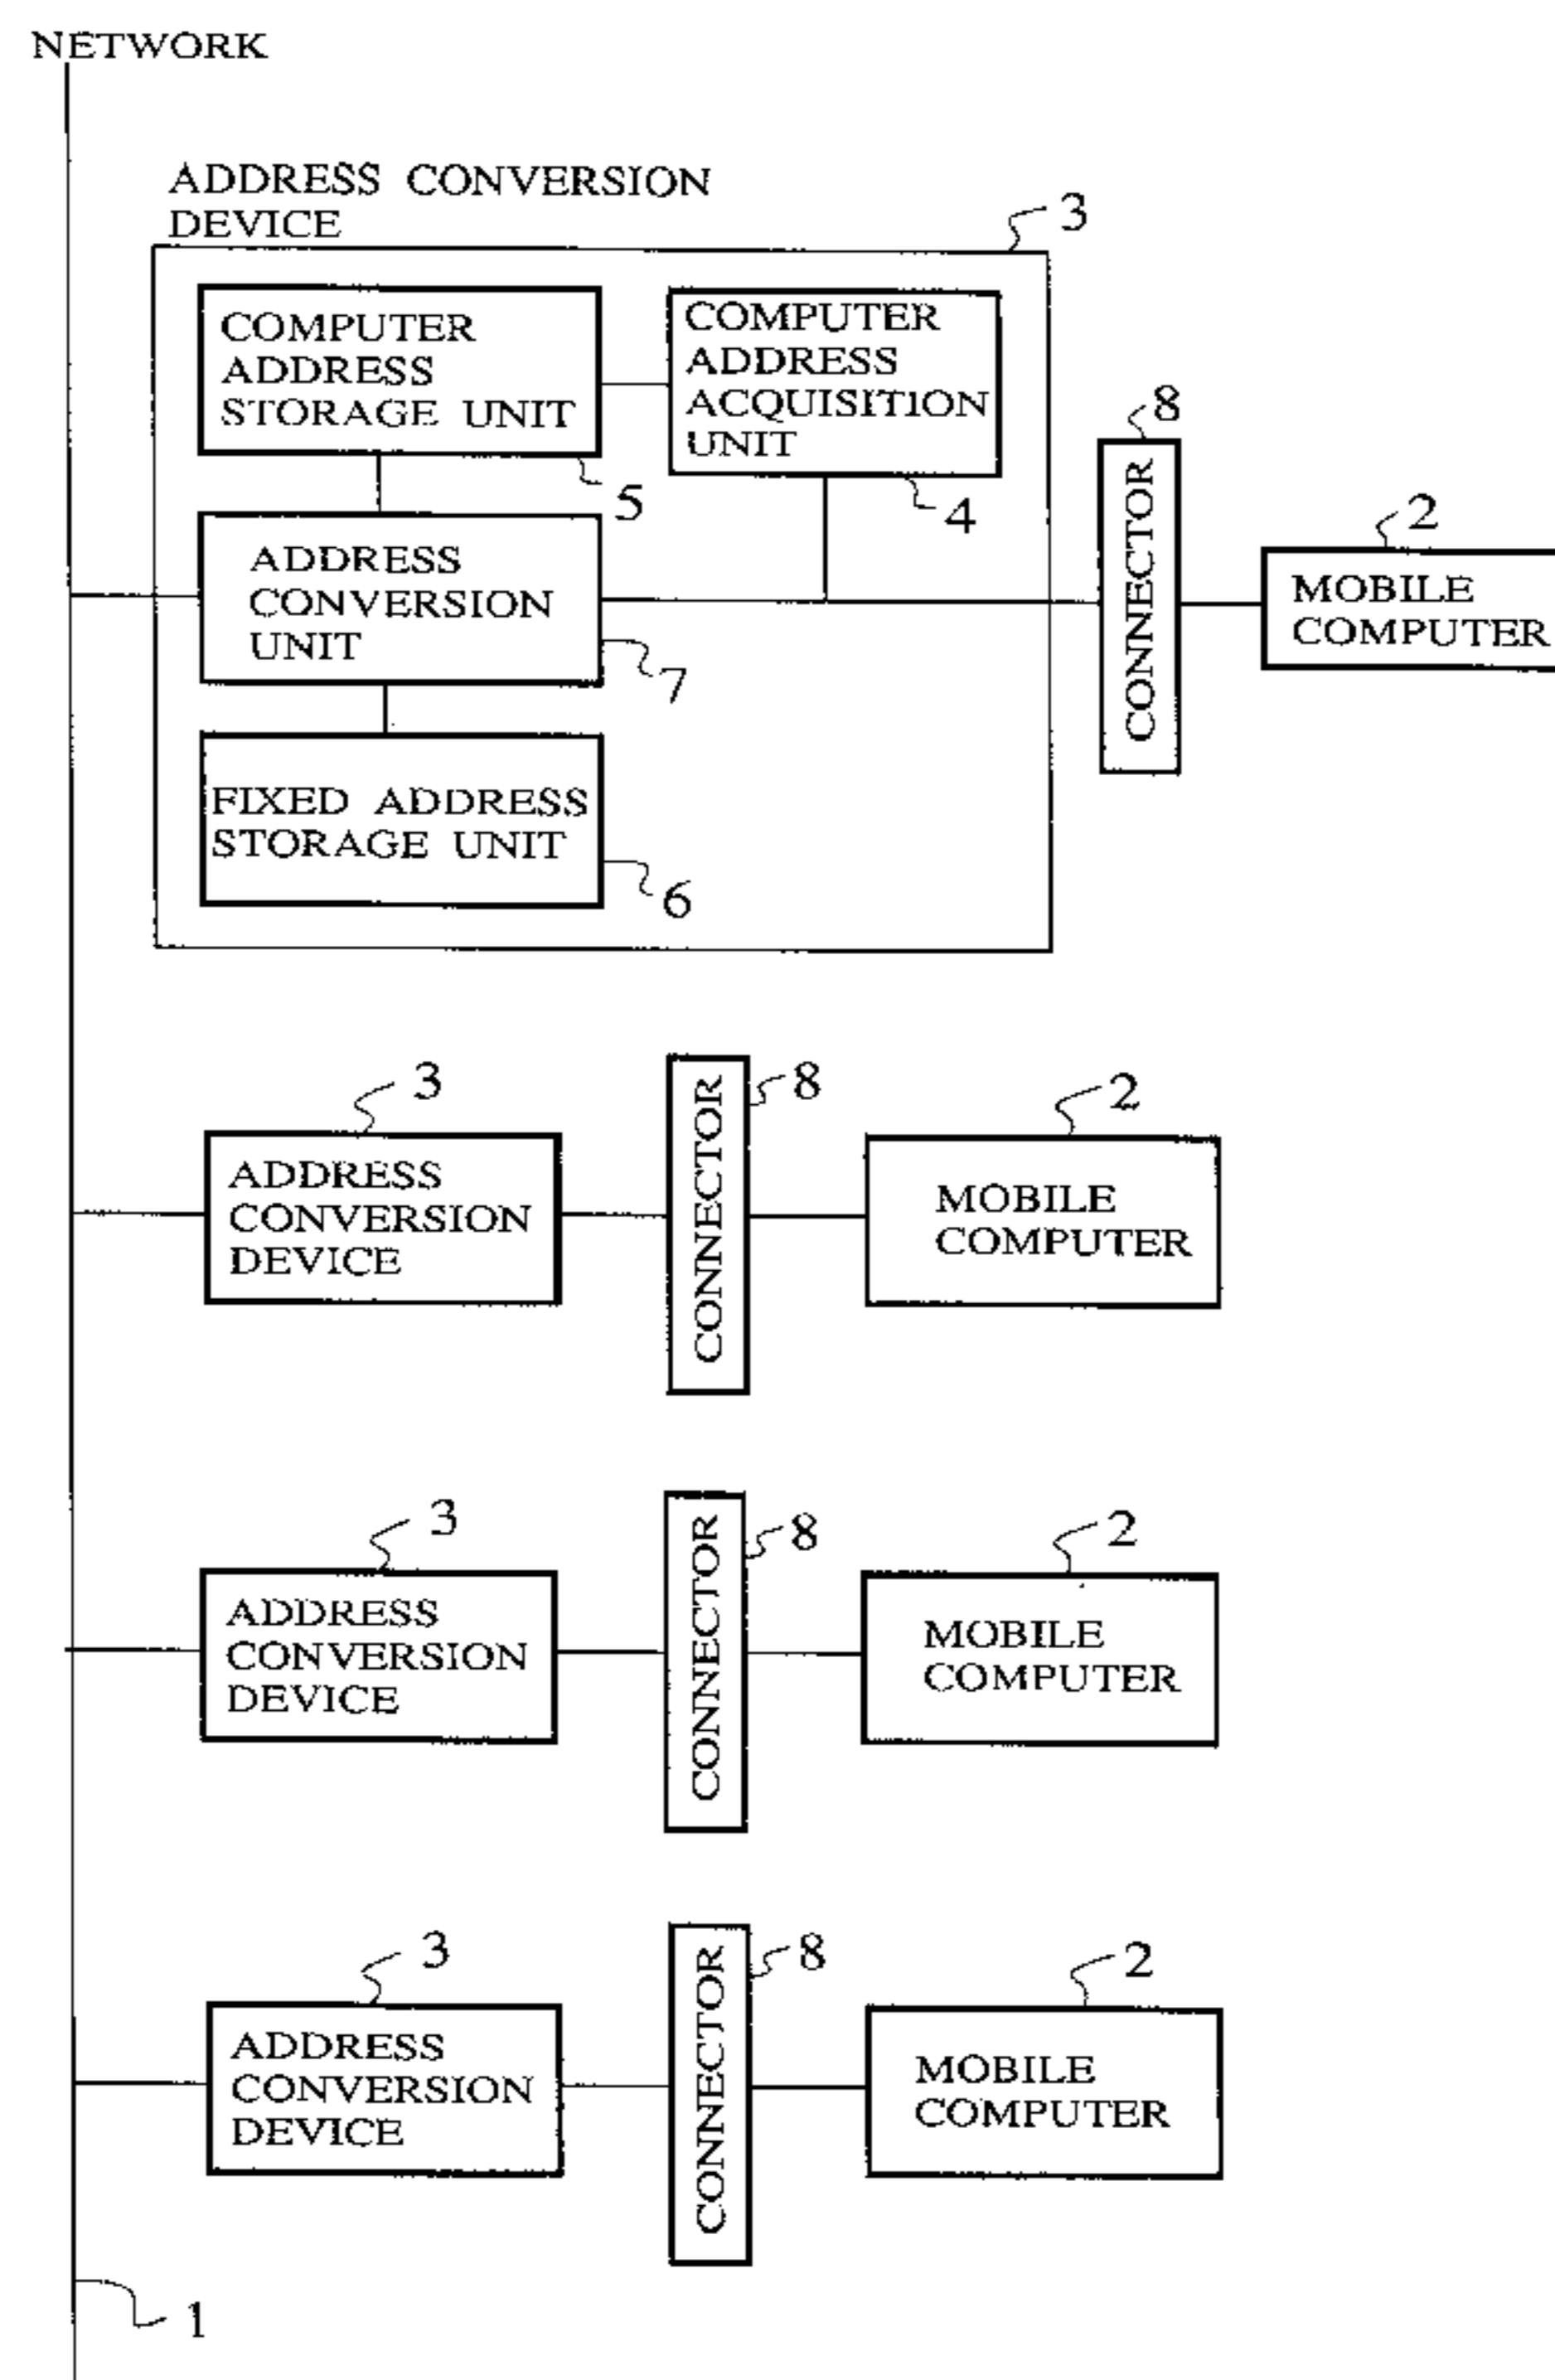 NETWORK
ADDRESS CONVERSION
DEVICE
3
COMPUTER
ADDRESS
STORAGE UNIT
5
COMPUTER
ADDRESS
ACQUISITION
UNIT
4
8
CONNECTOR
2
MOBILE
COMPUTER
ADDRESS
CONVERSION
UNIT
7
FIXED ADDRESS
STORAGE UNIT
6
3
ADDRESS
CONVERSION
DEVICE
8
CONNECTOR
2
MOBILE
COMPUTER
3
ADDRESS
CONVERSION
DEVICE
8
CONNECTOR
2
MOBILE
COMPUTER
3
ADDRESS
CONVERSION
DEVICE
8
CONNECTOR
2
MOBILE
COMPUTER
1